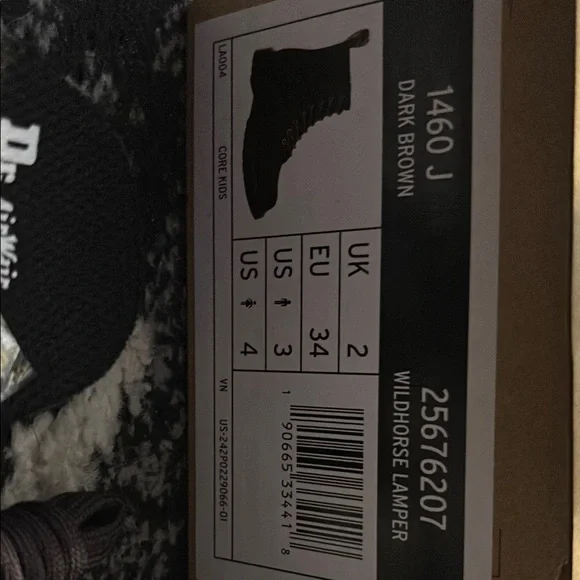 1460 J
DARK BROWN
25676207
WILDHORSE LAMPER
UK 2
EU 34
US 3
US 4
1 90665 33441 8
LA004
CORE KIDS
VN
US-242P0229066-01